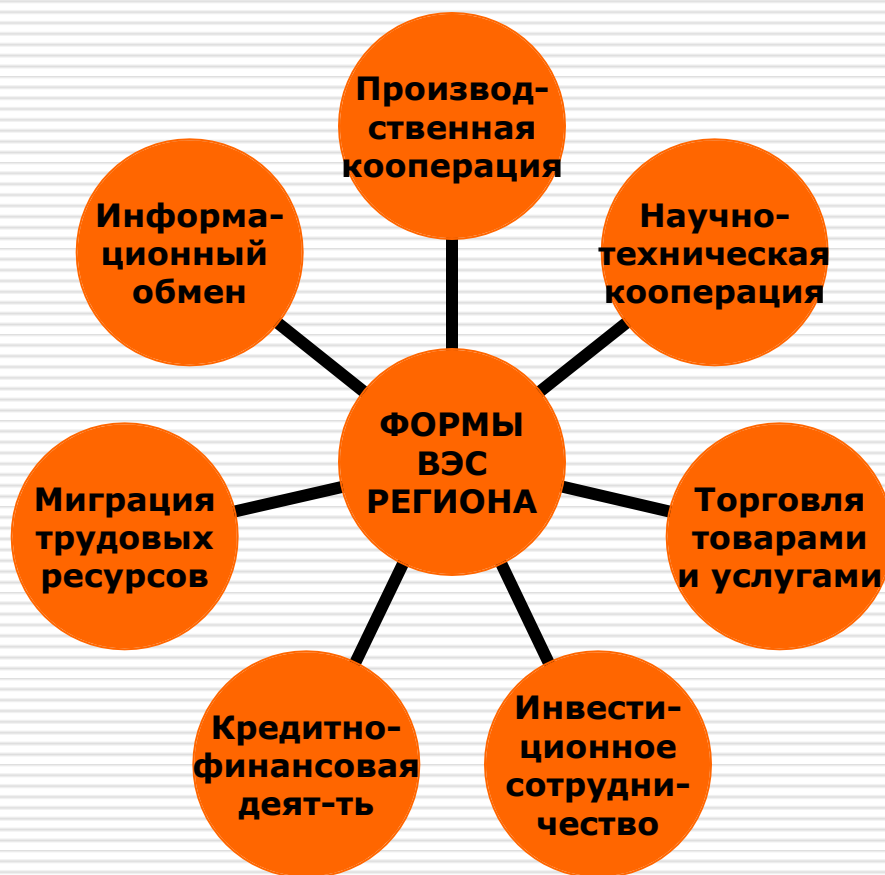 Производ-
ственная
кооперация
Научно-
техническая
кооперация
Торговля
товарами
и услугами
Инвести-
ционное
сотрудни-
чество
Кредитно-
финансовая
деят-ть
Миграция
трудовых
ресурсов
Информа-
ционный
обмен
ФОРМЫ
ВЭС
РЕГИОНА